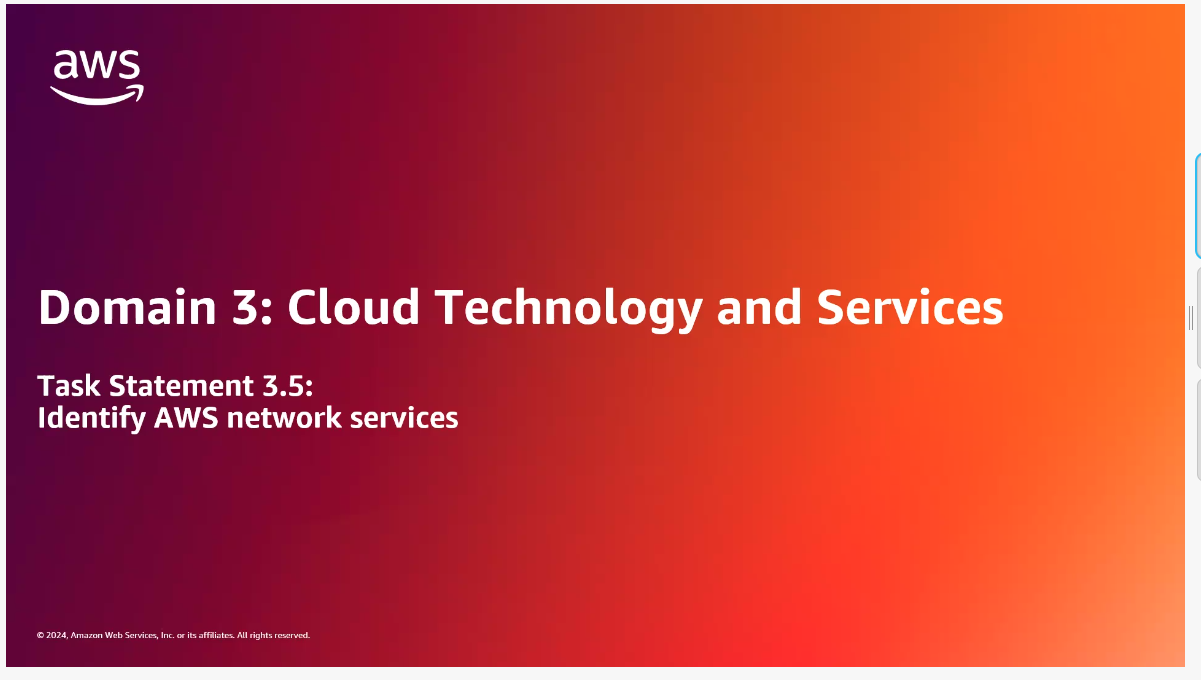 aws
Domain 3: Cloud Technology and Services
Task Statement 3.5:
Identify AWS network services
© 2024, Amazon Web Services, Inc. or its affiliates. All rights reserved.